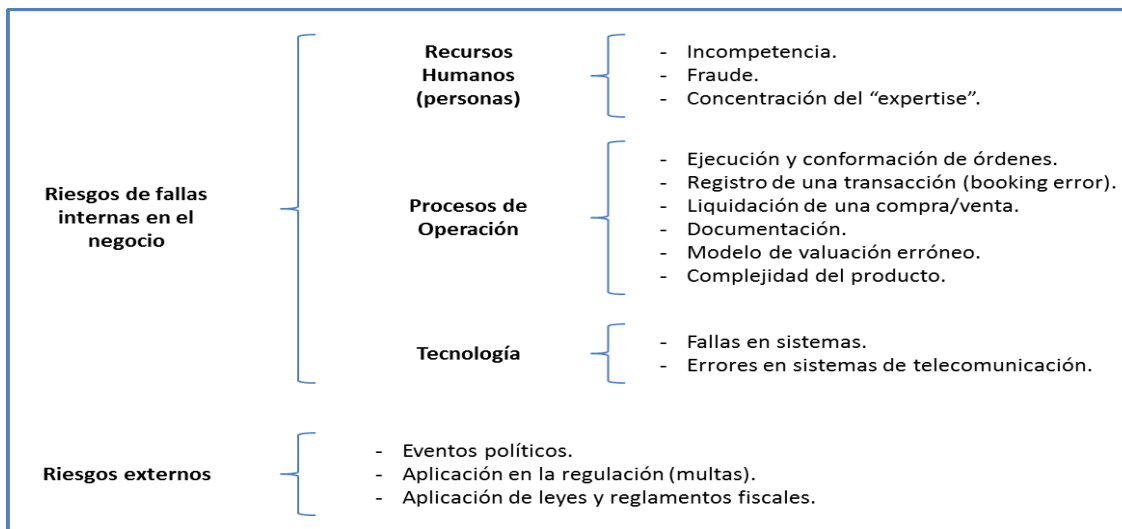 Riesgos de fallas
internas en el
negocio
Recursos
Humanos
(personas)
- Incompetencia.
- Fraude.
- Concentración del “expertise”.
Procesos de
Operación
- Ejecución y conformación de órdenes.
- Registro de una transacción (booking error).
- Liquidación de una compra/venta.
- Documentación.
- Modelo de valuación erróneo.
- Complejidad del producto.
Tecnología
- Fallas en sistemas.
- Errores en sistemas de telecomunicación.
Riesgos externos
- Eventos políticos.
- Aplicación en la regulación (multas).
- Aplicación de leyes y reglamentos fiscales.